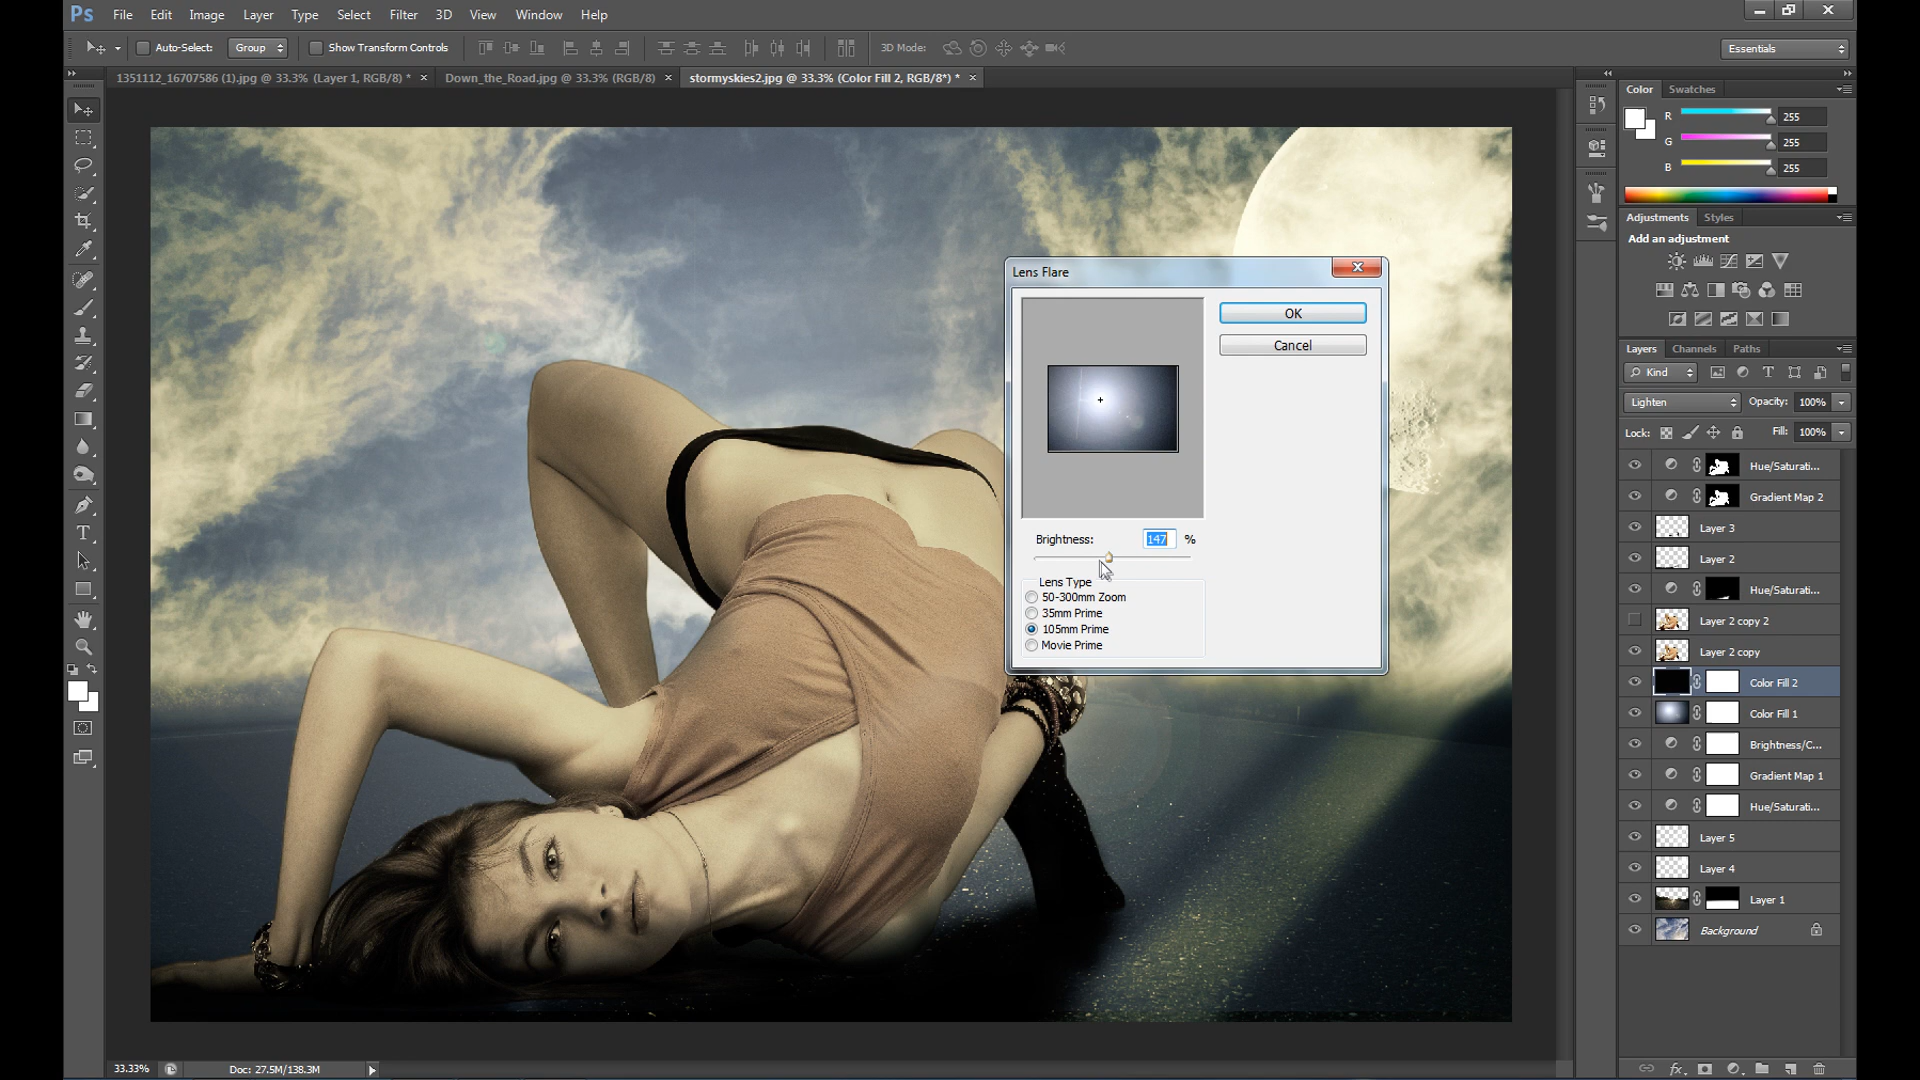 Ps File Edit Image Layer Type Select Filter 3D View Window Help
Auto-Select: Group Show Transform Controls 3D Mode: Essentials
1351112_16707586 (1).jpg @ 33.3% (Layer 1, RGB/8) * × Down_the_Road.jpg @ 33.3% (RGB/8) × stormyskies2.jpg @ 33.3% (Color Fill 2, RGB/8*) * ×
Color Swatches
R 255
G 255
B 255
Adjustments Styles
Add an adjustment
Layers Channels Paths
Kind
Lighten Opacity: 100%
Lock: Fill: 100%
Hue/Saturati...
Gradient Map 2
Layer 3
Layer 2
Hue/Saturati...
Layer 2 copy 2
Layer 2 copy
Color Fill 2
Color Fill 1
Brightness/C...
Gradient Map 1
Hue/Saturati...
Layer 5
Layer 4
Layer 1
Background
Lens Flare
OK
Cancel
Brightness: 147 %
Lens Type
50-300mm Zoom
35mm Prime
105mm Prime
Movie Prime
33.33% Doc: 27.5M/138.3M